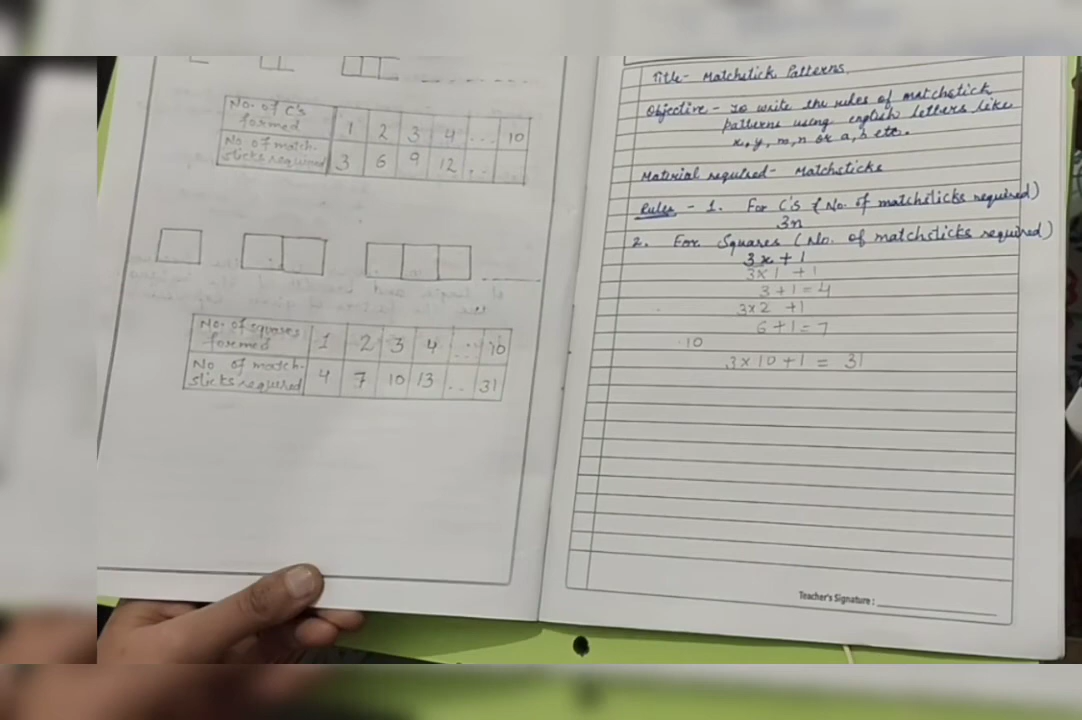 No. of C's
formed
1 2 3 4 ... 10
No. of match-
sticks required
3 6 9 12 ..
No. of squares
formed
1 2 3 4 ... 10
No of match-
sticks required
4 7 10 13 .. 31
Title- Matchstick Patterns
Objective - To write the rules of matchstick
patterns using english letters like
x, y, m, n or a, b etc.
Material required- Matchsticks
Rules - 1. For C's (No. of matchsticks required)
3n
2. For Squares (No. of matchsticks required)
3x + 1
3x1 +1
3+1=4
3x2 +1
6+1=7
10
3 x 10 + 1 = 31
Teacher's Signature :